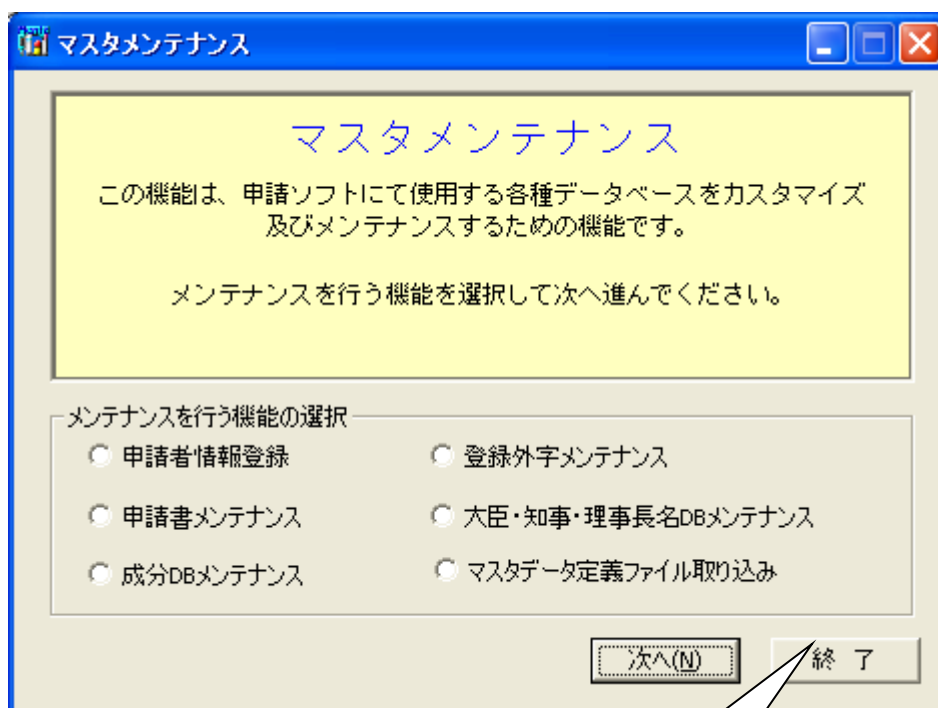 マスタメンテナンス
マスタメンテナンス
この機能は、申請ソフトにて使用する各種データベースをカスタマイズ
及びメンテナンスするための機能です。
メンテナンスを行う機能を選択して次へ進んでください。
メンテナンスを行う機能の選択
申請者情報登録
登録外字メンテナンス
申請書メンテナンス
大臣・知事・理事長名DBメンテナンス
成分DBメンテナンス
マスタデータ定義ファイル取り込み
次へ(N)
終 了